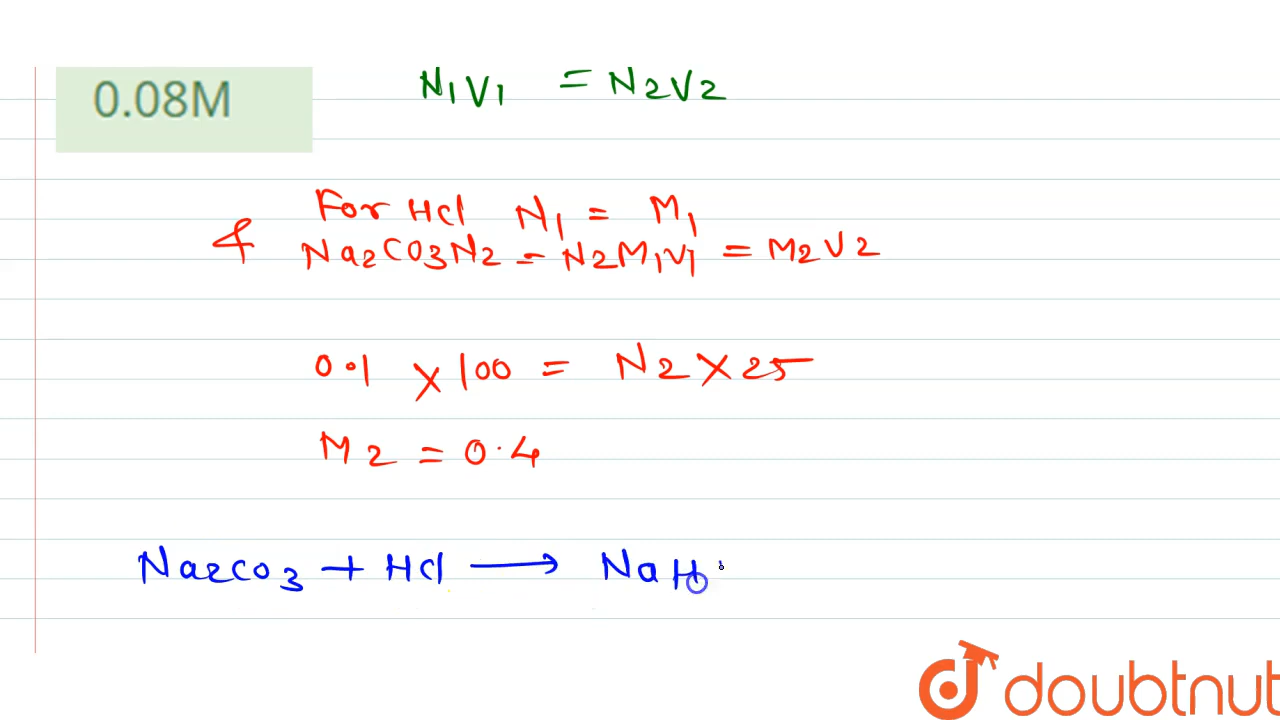 0.08M
N1V1 = N2V2
For HCl N1 = M1
& Na2CO3N2 = N2M1V1 = M2V2
0.1 X 100 = N2 X 25
M2 = 0.4
Na2CO3 + HCl → NaH
doubtnut